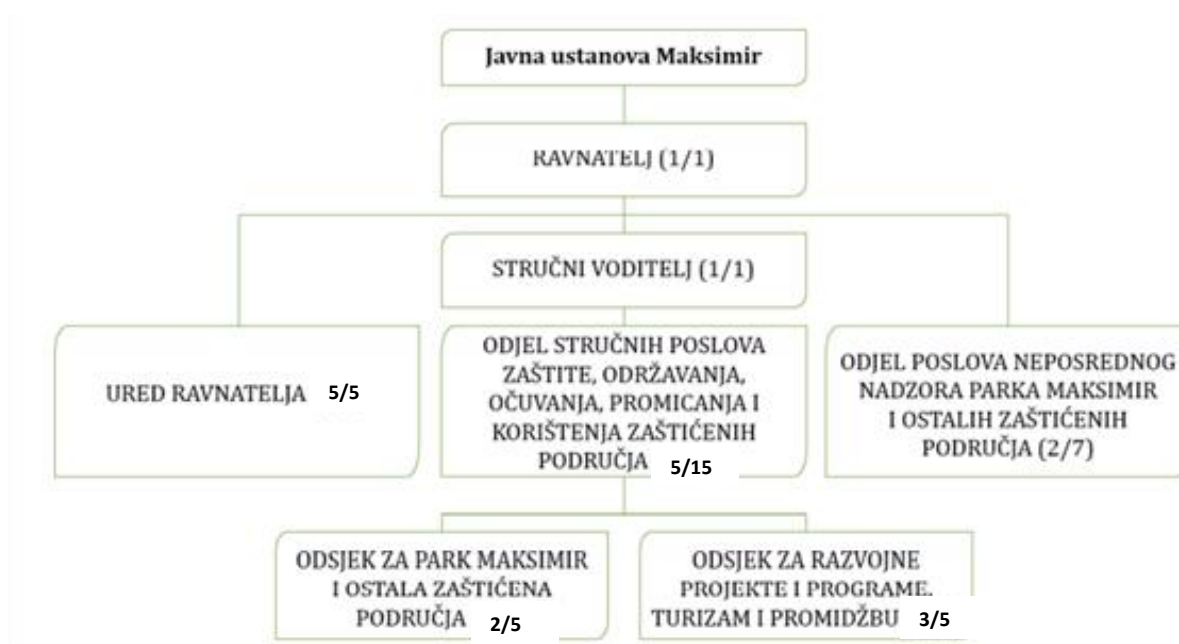 Javna ustanova Maksimir
RAVNATELJ (1/1)
STRUČNI VODITELJ (1/1)
URED RAVNATELJA 5/5
ODJEL STRUČNIH POSLOVA
ZAŠTITE, ODRŽAVANJA,
OČUVANJA, PROMICANJA I
KORIŠTENJA ZAŠTIĆENIH
PODRUČJA 5/15
ODJEL POSLOVA NEPOSREDNOG
NADZORA PARKA MAKSIMIR
I OSTALIH ZAŠTIĆENIH
PODRUČJA (2/7)
ODSJEK ZA PARK MAKSIMIR
I OSTALA ZAŠTIĆENA
PODRUČJA 2/5
ODSJEK ZA RAZVOJNE
PROJEKTE I PROGRAME,
TURIZAM I PROMIDŽBU 3/5